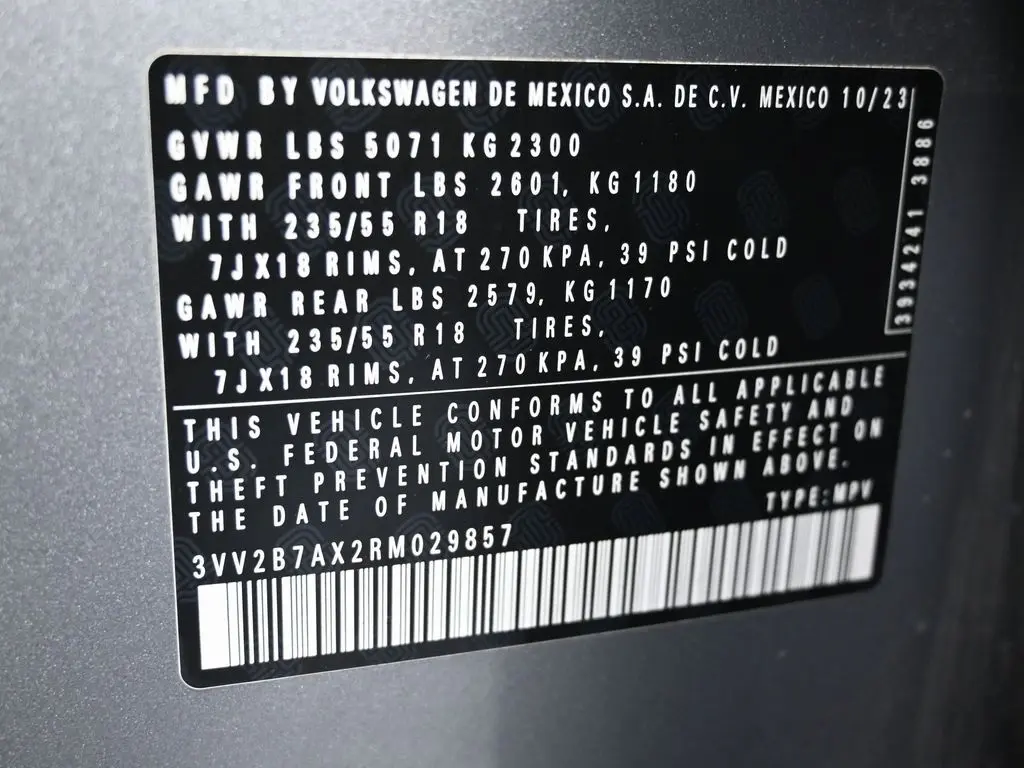 MFD BY VOLKSWAGEN DE MEXICO S.A. DE C.V. MEXICO 10/23
GVWR LBS 5071 KG 2300
GAWR FRONT LBS 2601, KG 1180
WITH 235/55 R18 TIRES,
7J X18 RIMS, AT 270 KPA, 39 PSI COLD
GAWR REAR LBS 2579, KG 1170
WITH 235/55 R18 TIRES,
7J X18 RIMS, AT 270 KPA, 39 PSI COLD
3934241 3886
THIS VEHICLE CONFORMS TO ALL APPLICABLE
U.S. FEDERAL MOTOR VEHICLE SAFETY AND
THEFT PREVENTION STANDARDS IN EFFECT ON
THE DATE OF MANUFACTURE SHOWN ABOVE.
TYPE:MPV
3VV2B7AX2RM029857